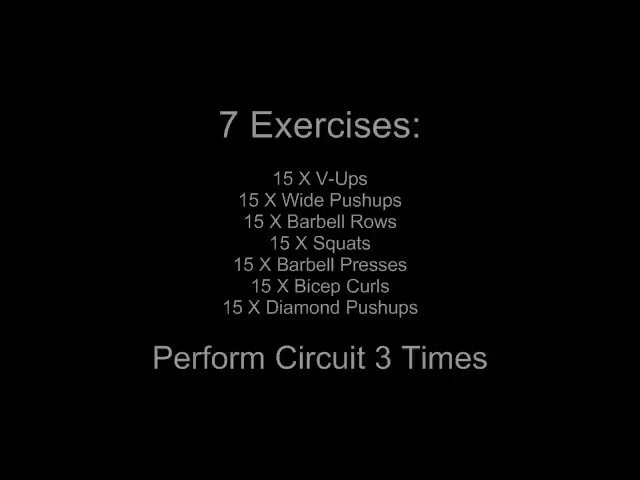 7 Exercises:
15 X V-Ups
15 X Wide Pushups
15 X Barbell Rows
15 X Squats
15 X Barbell Presses
15 X Bicep Curls
15 X Diamond Pushups
Perform Circuit 3 Times